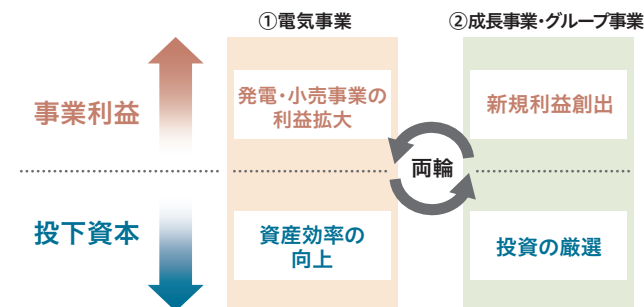 ①電気事業
②成長事業・グループ事業
事業利益
発電・小売事業の
利益拡大
新規利益創出
両輪
投下資本
資産効率の
向上
投資の厳選